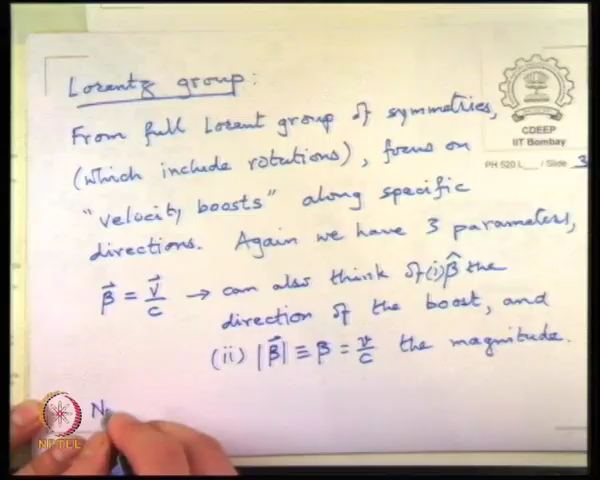 Lorentz group:
From full Lorent group of symmetries,
(which include rotations), focus on
"velocity boosts" along specific
directions. Again we have 3 parameters,
β⃗ = v⃗/c → can also think of (i) β̂ the
direction of the boost, and
(ii) |β⃗| ≡ β = v/c the magnitude.
CDEEP
IIT Bombay
PH 520 L___ / Slide 3
NPTEL